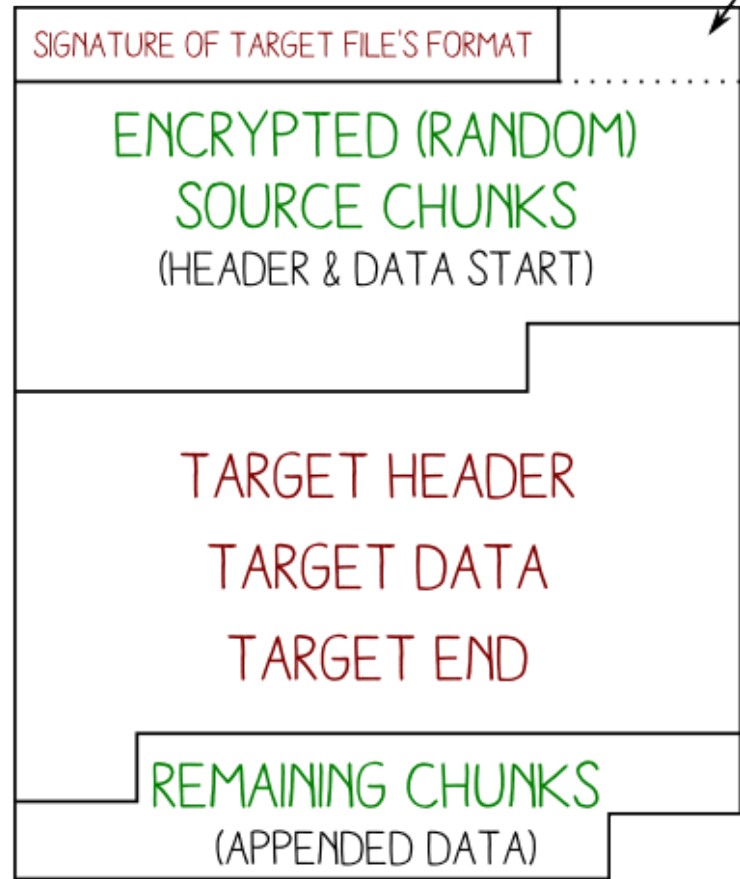 SIGNATURE OF TARGET FILE'S FORMAT
ENCRYPTED (RANDOM)
SOURCE CHUNKS
(HEADER & DATA START)
TARGET HEADER
TARGET DATA
TARGET END
REMAINING CHUNKS
(APPENDED DATA)